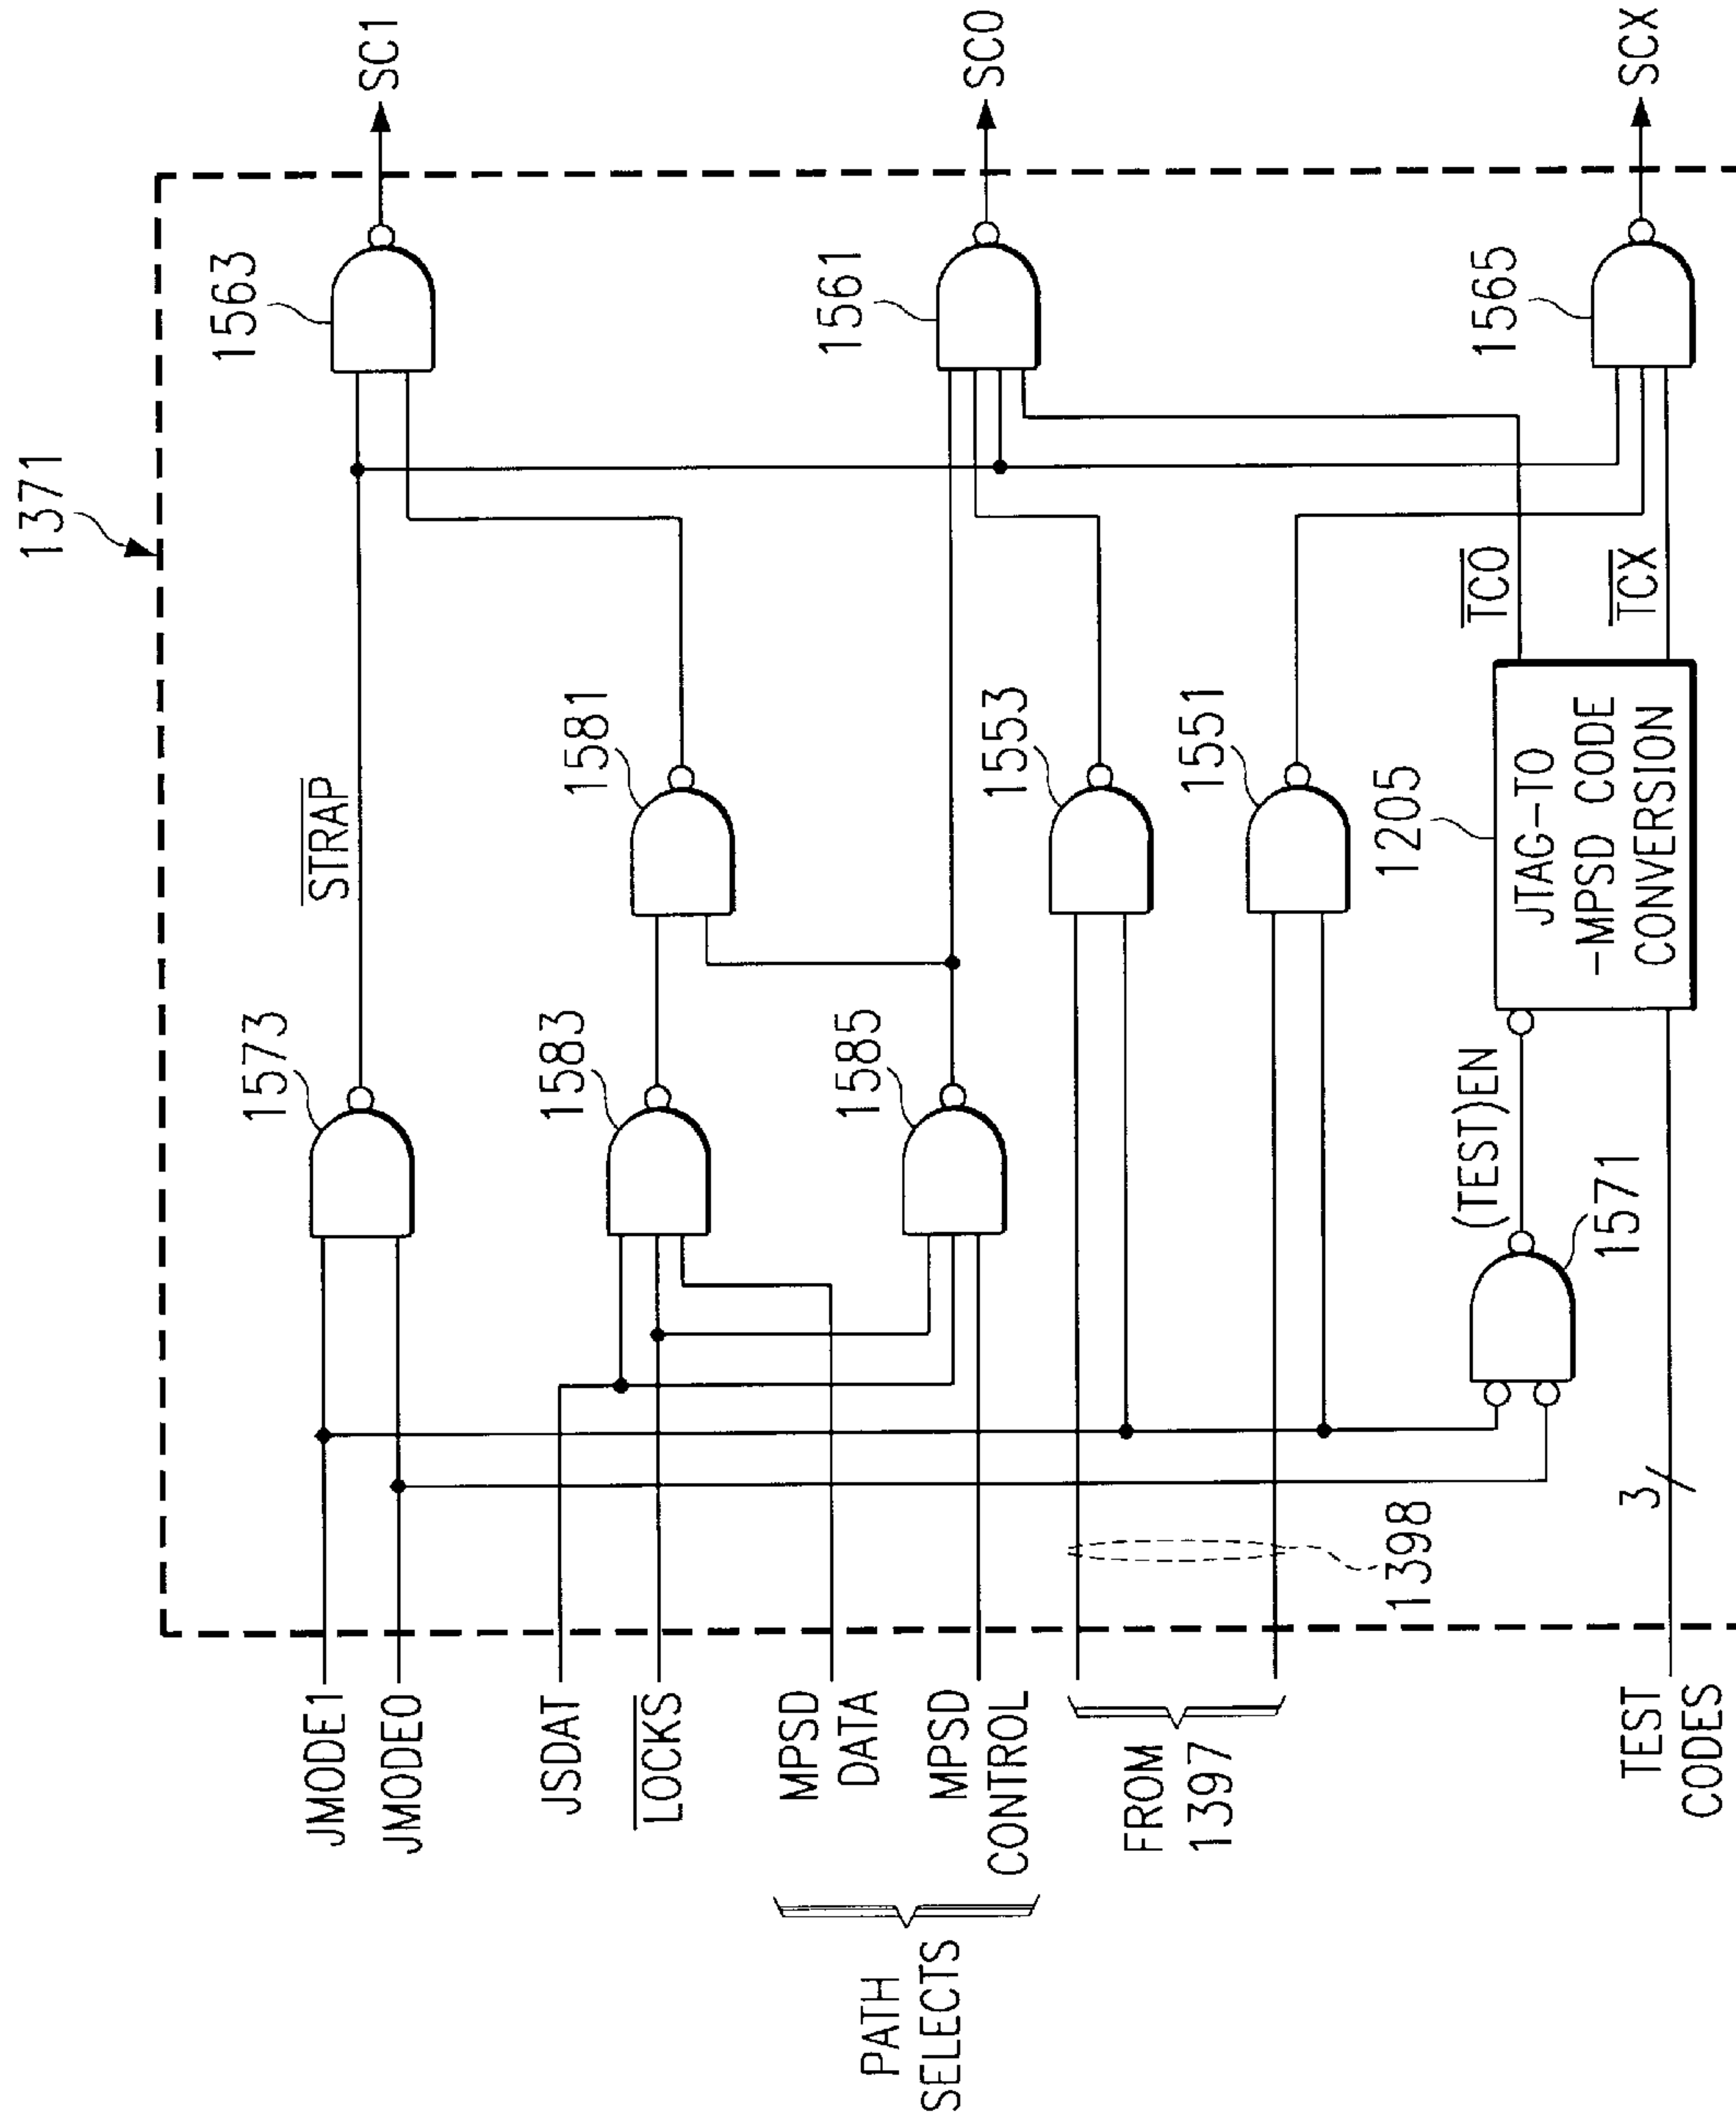 1371
JMODE1
JMODE0
JSDAT
LOCKS
MPSD
DATA
MPSD
CONTROL
PATH
SELECTS
FROM
1397
TEST
CODES
1398
3
1573
1583
1585
(TEST)EN
1571
STRAP
1581
1553
1551
1205
JTAG-TO
-MPSD CODE
CONVERSION
TC0
TCX
1563
1561
1565
SC1
SC0
SCX